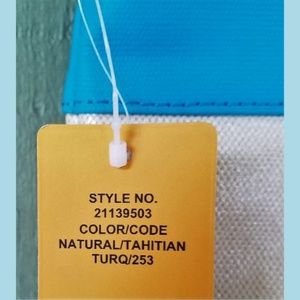 STYLE NO.
21139503
COLOR/CODE
NATURAL/TAHITIAN
TURQ/253